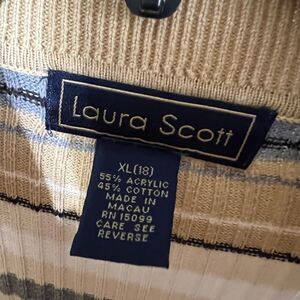 Laura Scott
XL(18)
55% ACRYLIC
45% COTTON
MADE IN
MACAU
RN 15099
CARE SEE
REVERSE